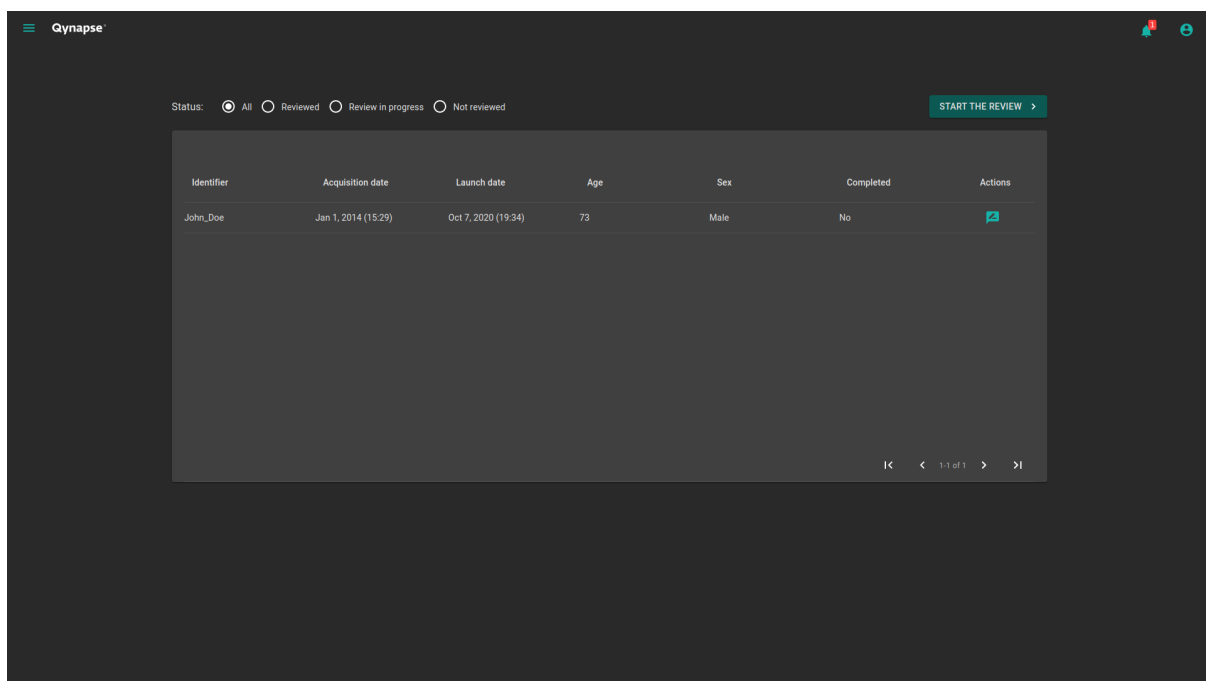 Qynapse
1
Status: All Reviewed Review in progress Not reviewed START THE REVIEW
Identifier Acquisition date Launch date Age Sex Completed Actions
John_Doe Jan 1, 2014 (15:29) Oct 7, 2020 (19:34) 73 Male No
1-1 of 1